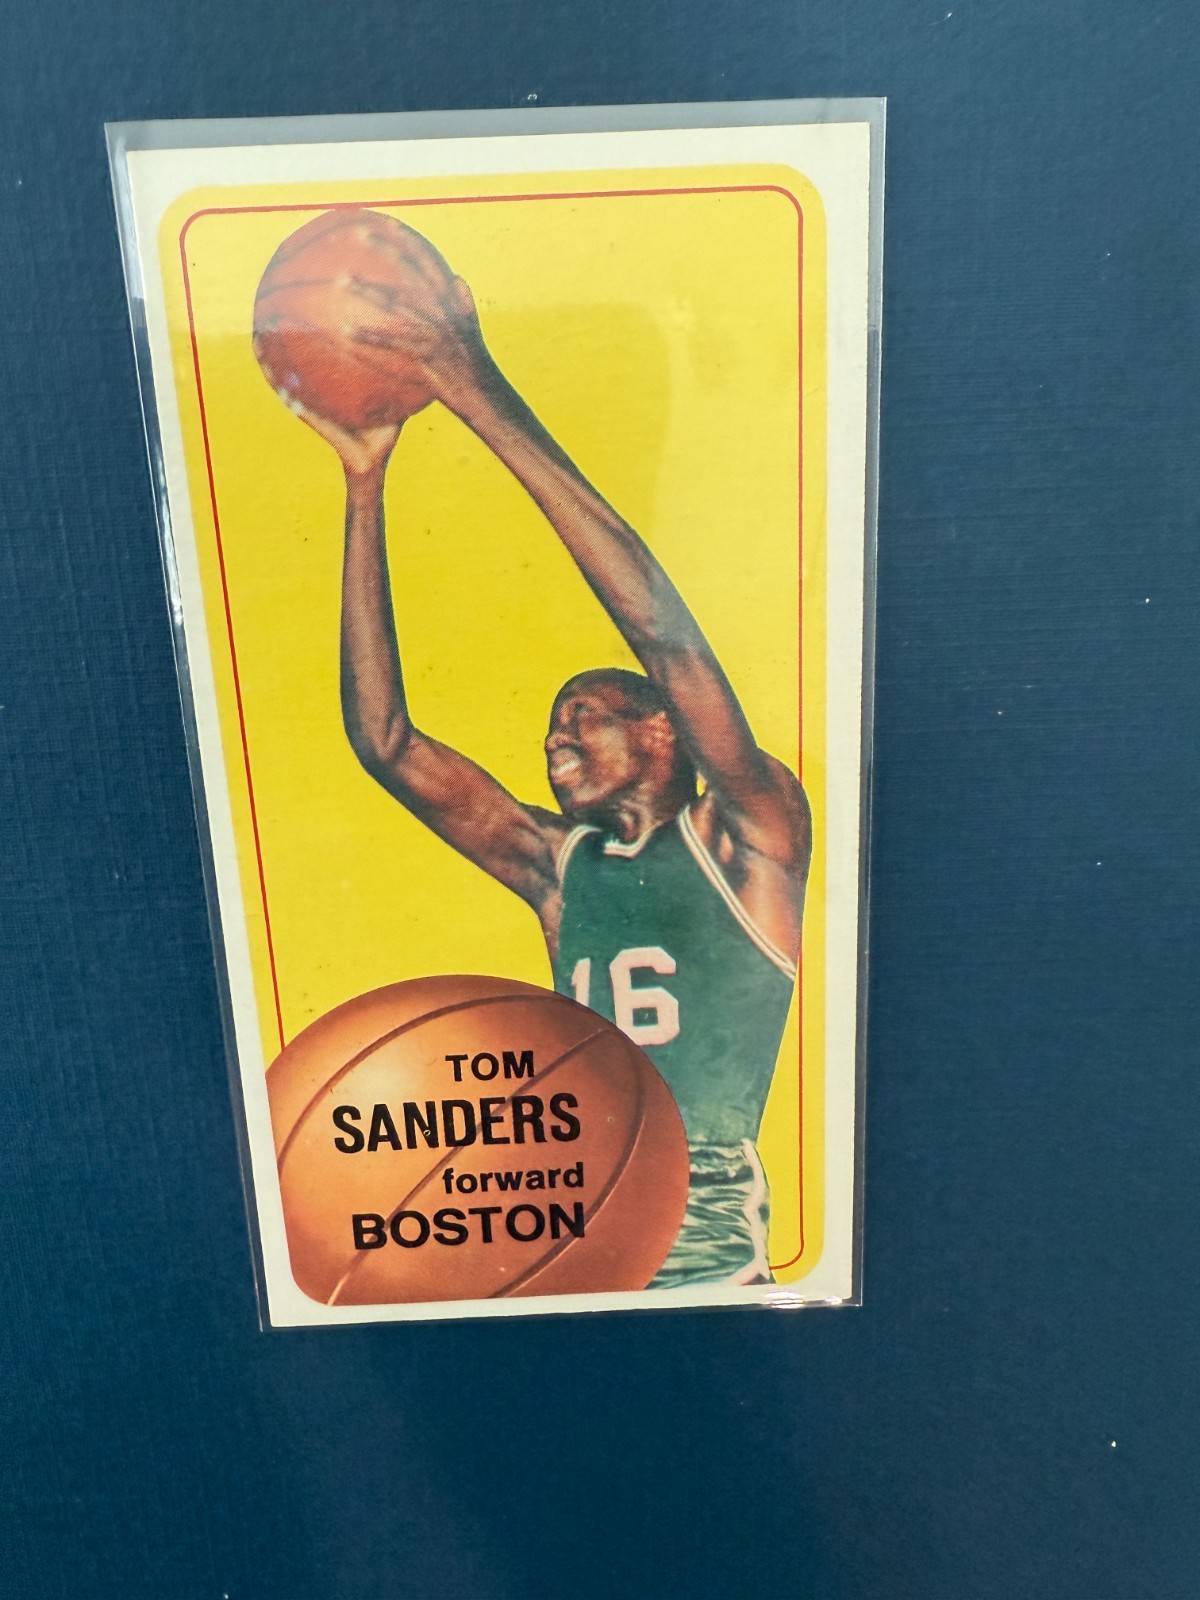 16
TOM
SANDERS
forward
BOSTON